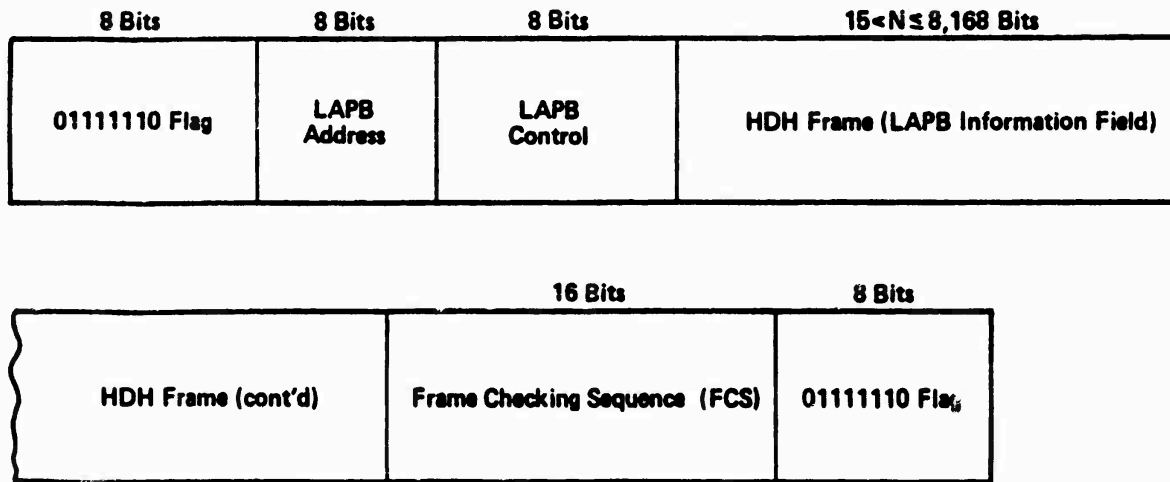 8 Bits 8 Bits 8 Bits 15<N≤8,168 Bits
01111110 Flag
LAPB
Address
LAPB
Control
HDH Frame (LAPB Information Field)
16 Bits 8 Bits
HDH Frame (cont'd)
Frame Checking Sequence (FCS)
01111110 Flag